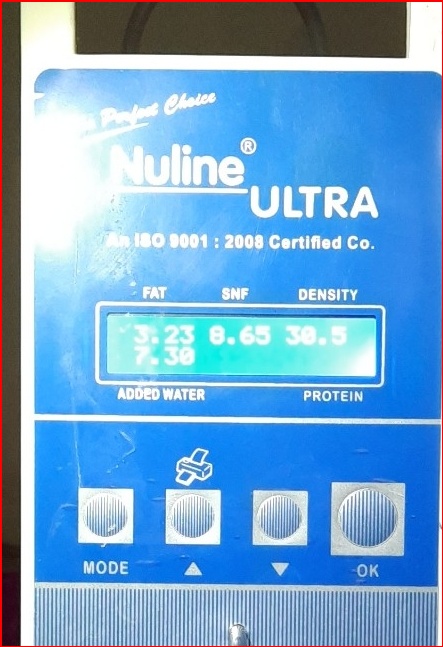 Perfect Choice
Nuline®
ULTRA
An ISO 9001 : 2008 Certified Co.
FAT SNF DENSITY
3.23 8.65 30.5
7.30
ADDED WATER PROTEIN
MODE OK